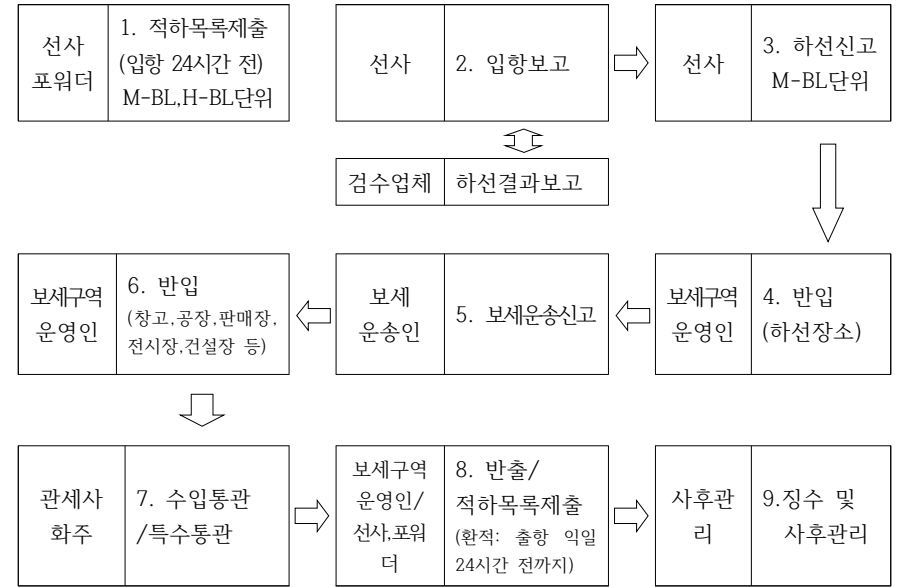 선사
포워더
1. 적하목록제출
(입항 24시간 전)
M-BL,H-BL단위
선사
2. 입항보고
선사
3. 하선신고
M-BL단위
검수업체
하선결과보고
보세구역
운영인
6. 반입
(창고,공장,판매장,
전시장,건설장 등)
보세
운송인
5. 보세운송신고
보세구역
운영인
4. 반입
(하선장소)
관세사
화주
7. 수입통관
/특수통관
보세구역
운영인/
선사,포워
더
8. 반출/
적하목록제출
(환적: 출항 익일
24시간 전까지)
사후관
리
9.징수 및
사후관리